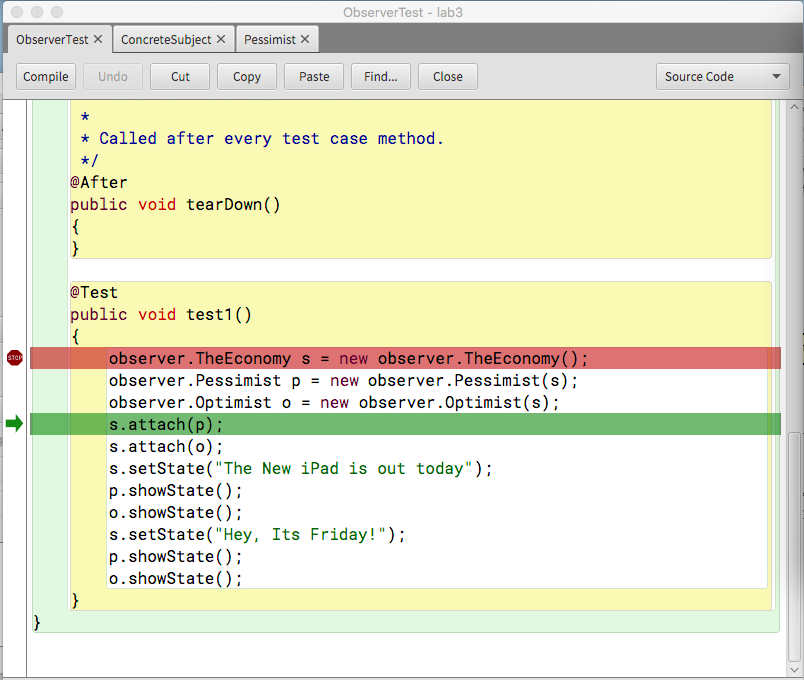 ObserverTest - lab3
ObserverTest ✕ ConcreteSubject ✕ Pessimist ✕
Compile Undo Cut Copy Paste Find... Close Source Code
*
* Called after every test case method.
*/
@After
public void tearDown()
{
}
@Test
public void test1()
{
STOP observer.TheEconomy s = new observer.TheEconomy();
observer.Pessimist p = new observer.Pessimist(s);
observer.Optimist o = new observer.Optimist(s);
s.attach(p);
s.attach(o);
s.setState("The New iPad is out today");
p.showState();
o.showState();
s.setState("Hey, Its Friday!");
p.showState();
o.showState();
}
}